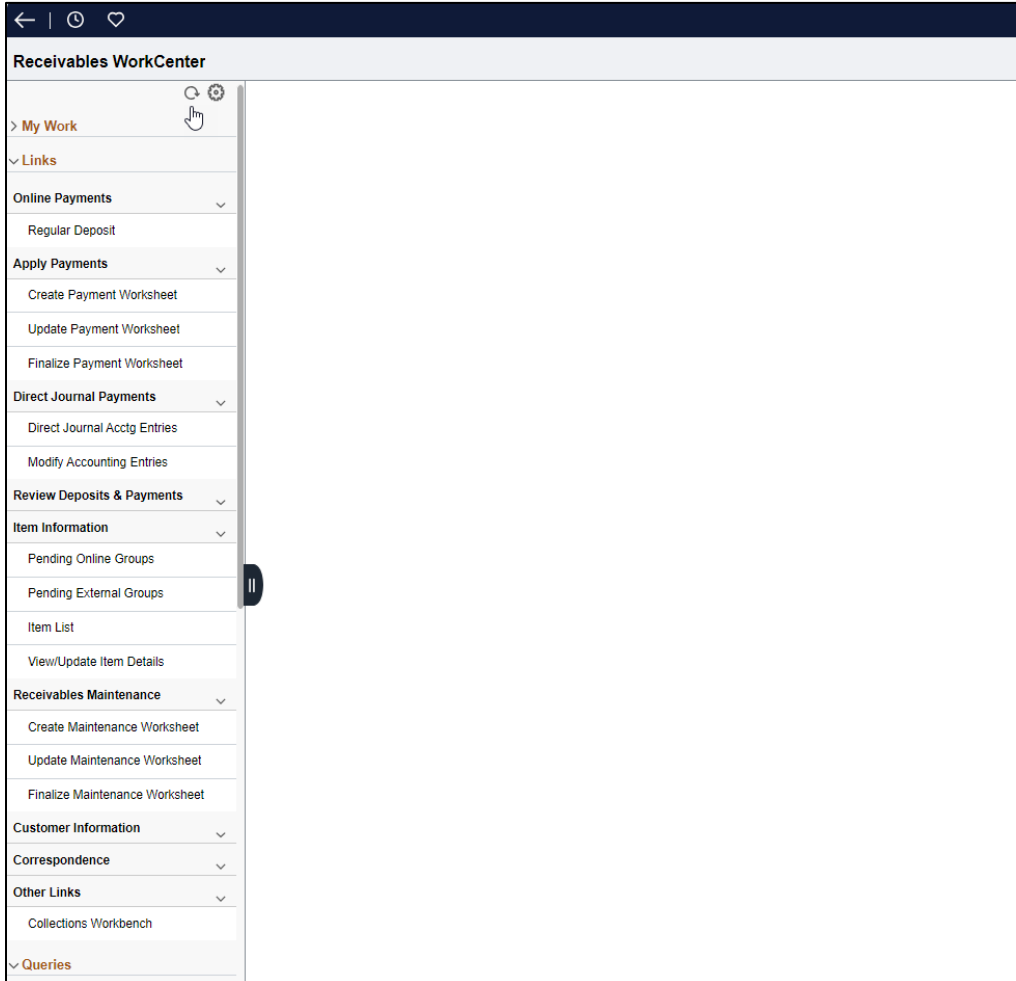 Receivables WorkCenter
My Work
Links
Online Payments
Regular Deposit
Apply Payments
Create Payment Worksheet
Update Payment Worksheet
Finalize Payment Worksheet
Direct Journal Payments
Direct Journal Acctg Entries
Modify Accounting Entries
Review Deposits & Payments
Item Information
Pending Online Groups
Pending External Groups
Item List
View/Update Item Details
Receivables Maintenance
Create Maintenance Worksheet
Update Maintenance Worksheet
Finalize Maintenance Worksheet
Customer Information
Correspondence
Other Links
Collections Workbench
Queries